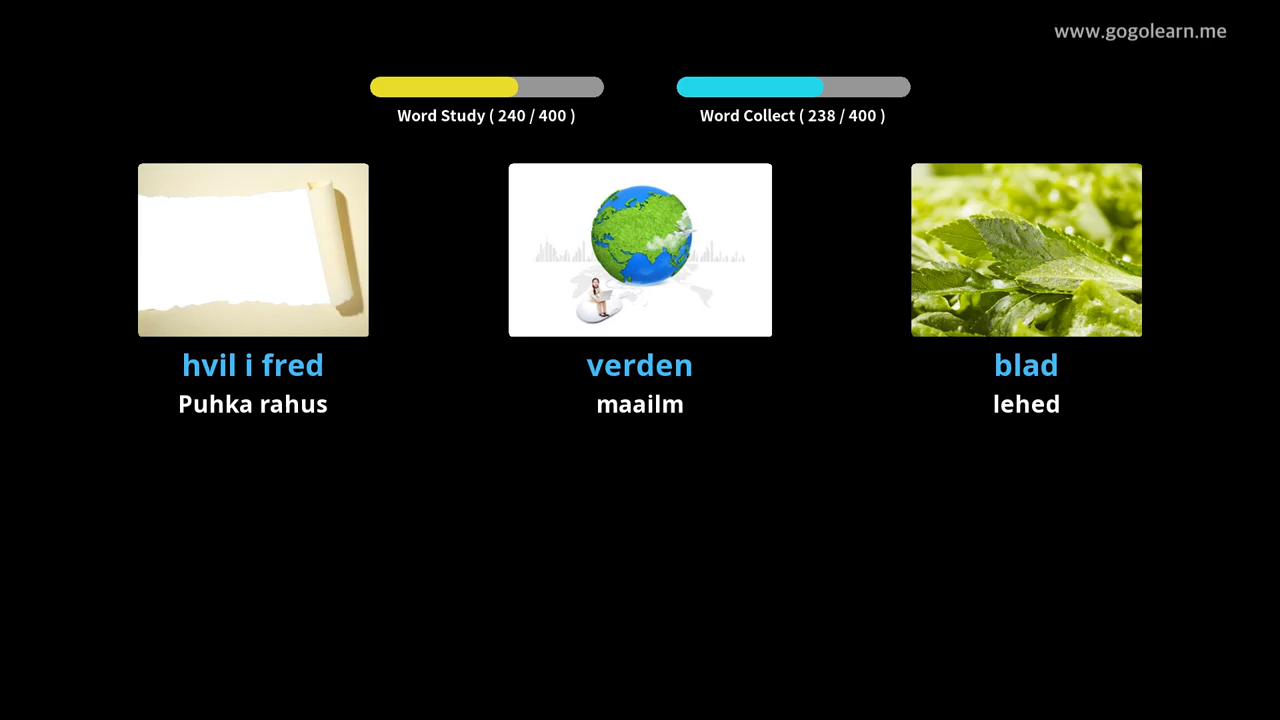 www.gogolearn.me
Word Study ( 240 / 400 )
Word Collect ( 238 / 400 )
hvil i fred
verden
blad
Puhka rahus
maailm
lehed